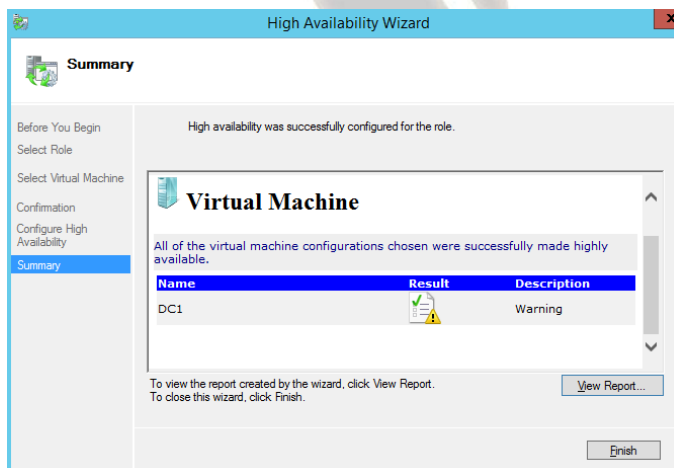 High Availability Wizard
X
Summary
Before You Begin
Select Role
Select Virtual Machine
Confirmation
Configure High
Availability
Summary
High availability was successfully configured for the role.
Virtual Machine
All of the virtual machine configurations chosen were successfully made highly
available.
Name Result Description
DC1 Warning
To view the report created by the wizard, click View Report.
To close this wizard, click Finish.
View Report...
Finish